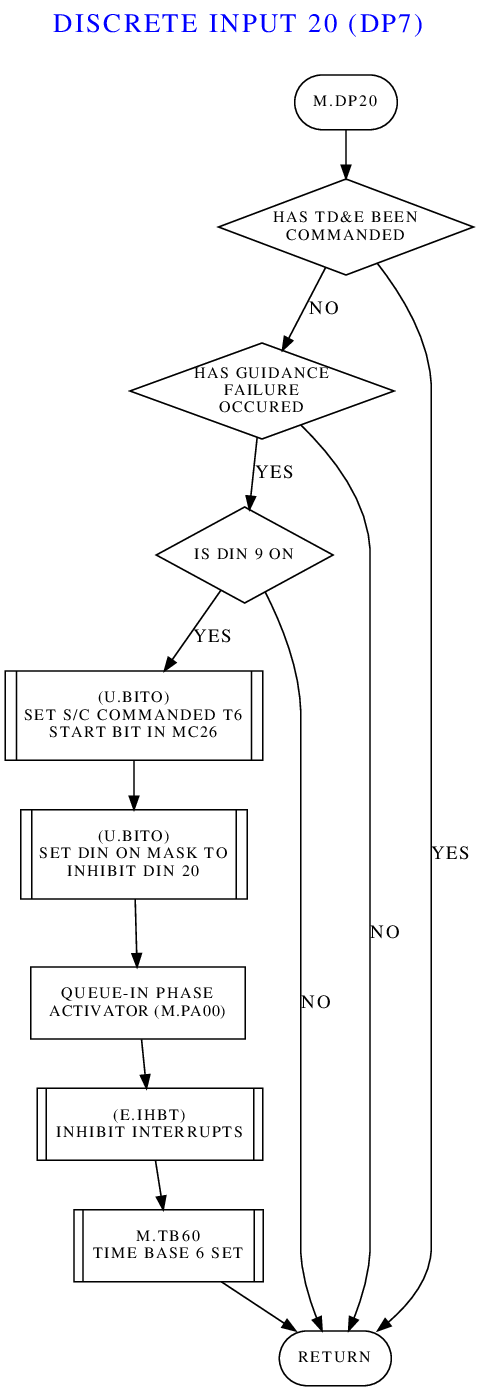 DISCRETE INPUT 20 (DP7)
M.DP20
HAS TD&E BEEN
COMMANDED
NO
HAS GUIDANCE
FAILURE
OCCURED
YES
IS DIN 9 ON
YES
(U.BITO)
SET S/C COMMANDED T6
START BIT IN MC26
(U.BITO)
SET DIN ON MASK TO
INHIBIT DIN 20
YES
NO
QUEUE-IN PHASE
ACTIVATOR (M.PA00)
NO
(E.IHBT)
INHIBIT INTERRUPTS
M.TB60
TIME BASE 6 SET
RETURN